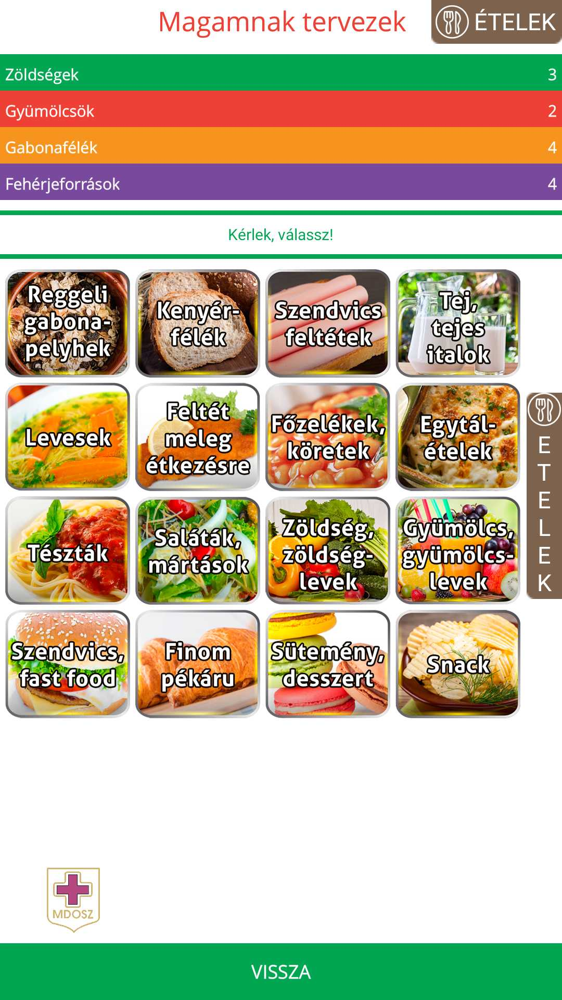 Magamnak tervezek
ÉTELEK
Zöldségek 3
Gyümölcsök 2
Gabonafélék 4
Fehérjeforrások 4
Kérlek, válassz!
Reggeli
gabona-
pelyhek
Kenyér-
félék
Szendvics
feltétek
Tej,
tejes
italok
Levesek
Feltét
meleg
étkezésre
Főzelékek,
köretek
Egytál-
ételek
E
T
E
L
E
K
Tészták
Saláták,
mártások
Zöldség,
zöldség-
levek
Gyümölcs,
gyümölcs-
levek
Szendvics,
fast food
Finom
pékáru
Sütemény,
desszert
Snack
MDOSZ
VISSZA